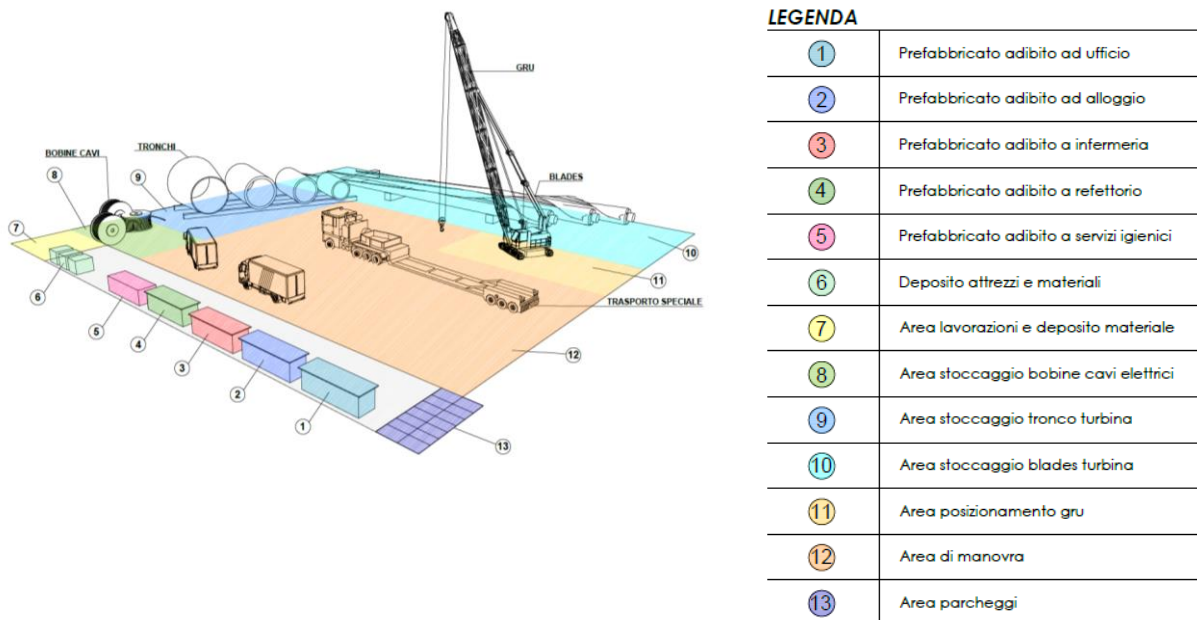 GRU
TRONCHI
BOBINE CAVI
BLADES
8
9
7
10
6
11
TRASPORTO SPECIALE
5
4
12
3
2
1
13
LEGENDA
1 Prefabbricato adibito ad ufficio
2 Prefabbricato adibito ad alloggio
3 Prefabbricato adibito a infermeria
4 Prefabbricato adibito a refettorio
5 Prefabbricato adibito a servizi igienici
6 Deposito attrezzi e materiali
7 Area lavorazioni e deposito materiale
8 Area stoccaggio bobine cavi elettrici
9 Area stoccaggio tronco turbina
10 Area stoccaggio blades turbina
11 Area posizionamento gru
12 Area di manovra
13 Area parcheggi